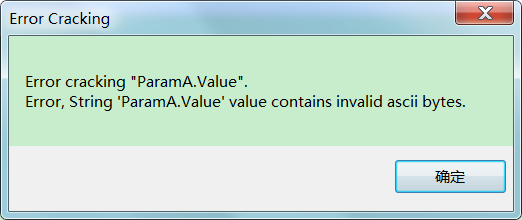 Error Cracking
Error cracking "ParamA.Value".
Error, String 'ParamA.Value' value contains invalid ascii bytes.
确定